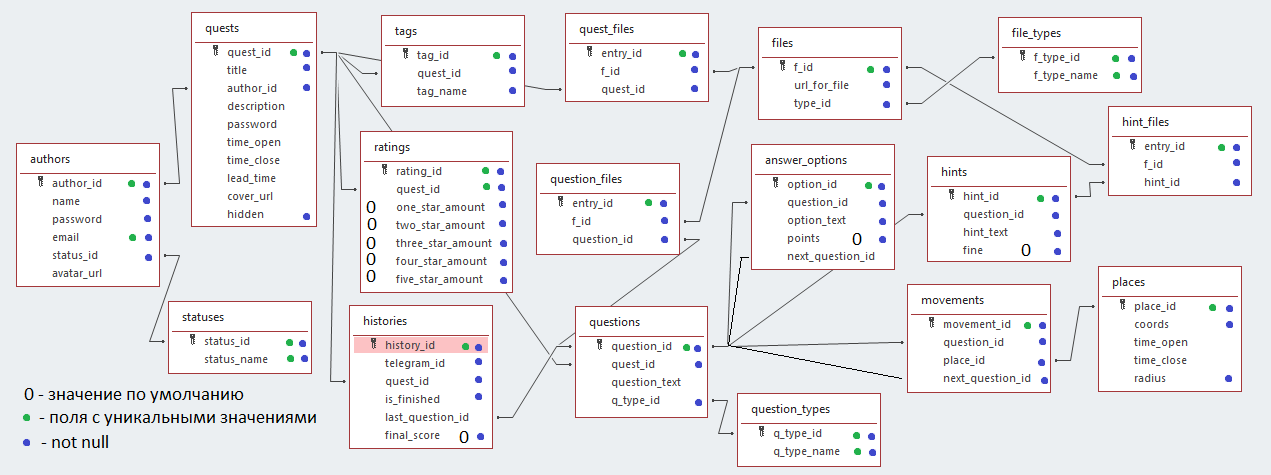 quests
quest_id
title
author_id
description
password
time_open
time_close
lead_time
cover_url
hidden
tags
tag_id
quest_id
tag_name
quest_files
entry_id
f_id
quest_id
files
f_id
url_for_file
type_id
file_types
f_type_id
f_type_name
hint_files
entry_id
f_id
hint_id
authors
author_id
name
password
email
status_id
avatar_url
ratings
rating_id
quest_id
0 one_star_amount
0 two_star_amount
0 three_star_amount
0 four_star_amount
0 five_star_amount
question_files
entry_id
f_id
question_id
answer_options
option_id
question_id
option_text
points 0
next_question_id
hints
hint_id
question_id
hint_text
fine 0
statuses
status_id
status_name
histories
history_id
telegram_id
quest_id
is_finished
last_question_id
final_score 0
questions
question_id
quest_id
question_text
q_type_id
movements
movement_id
question_id
place_id
next_question_id
places
place_id
coords
time_open
time_close
radius
question_types
q_type_id
q_type_name
0 - значение по умолчанию
- поля с уникальными значениями
- not null